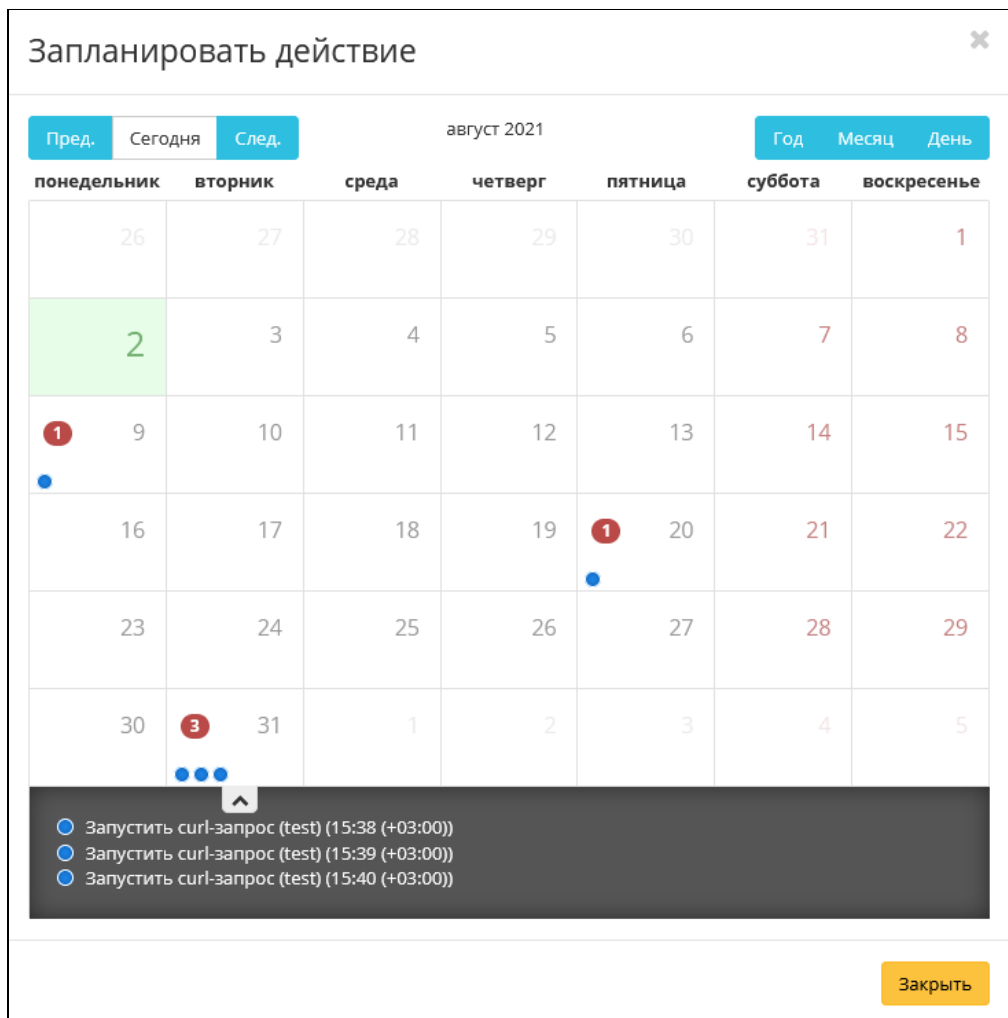 Запланировать действие
Пред. Сегодня След. август 2021 Год Месяц День
понедельник вторник среда четверг пятница суббота воскресенье
26 27 28 29 30 31 1
2 3 4 5 6 7 8
1 9 10 11 12 13 14 15
16 17 18 19 1 20 21 22
23 24 25 26 27 28 29
30 3 31 1 2 3 4 5
Запустить curl-запрос (test) (15:38 (+03:00))
Запустить curl-запрос (test) (15:39 (+03:00))
Запустить curl-запрос (test) (15:40 (+03:00))
Закрыть